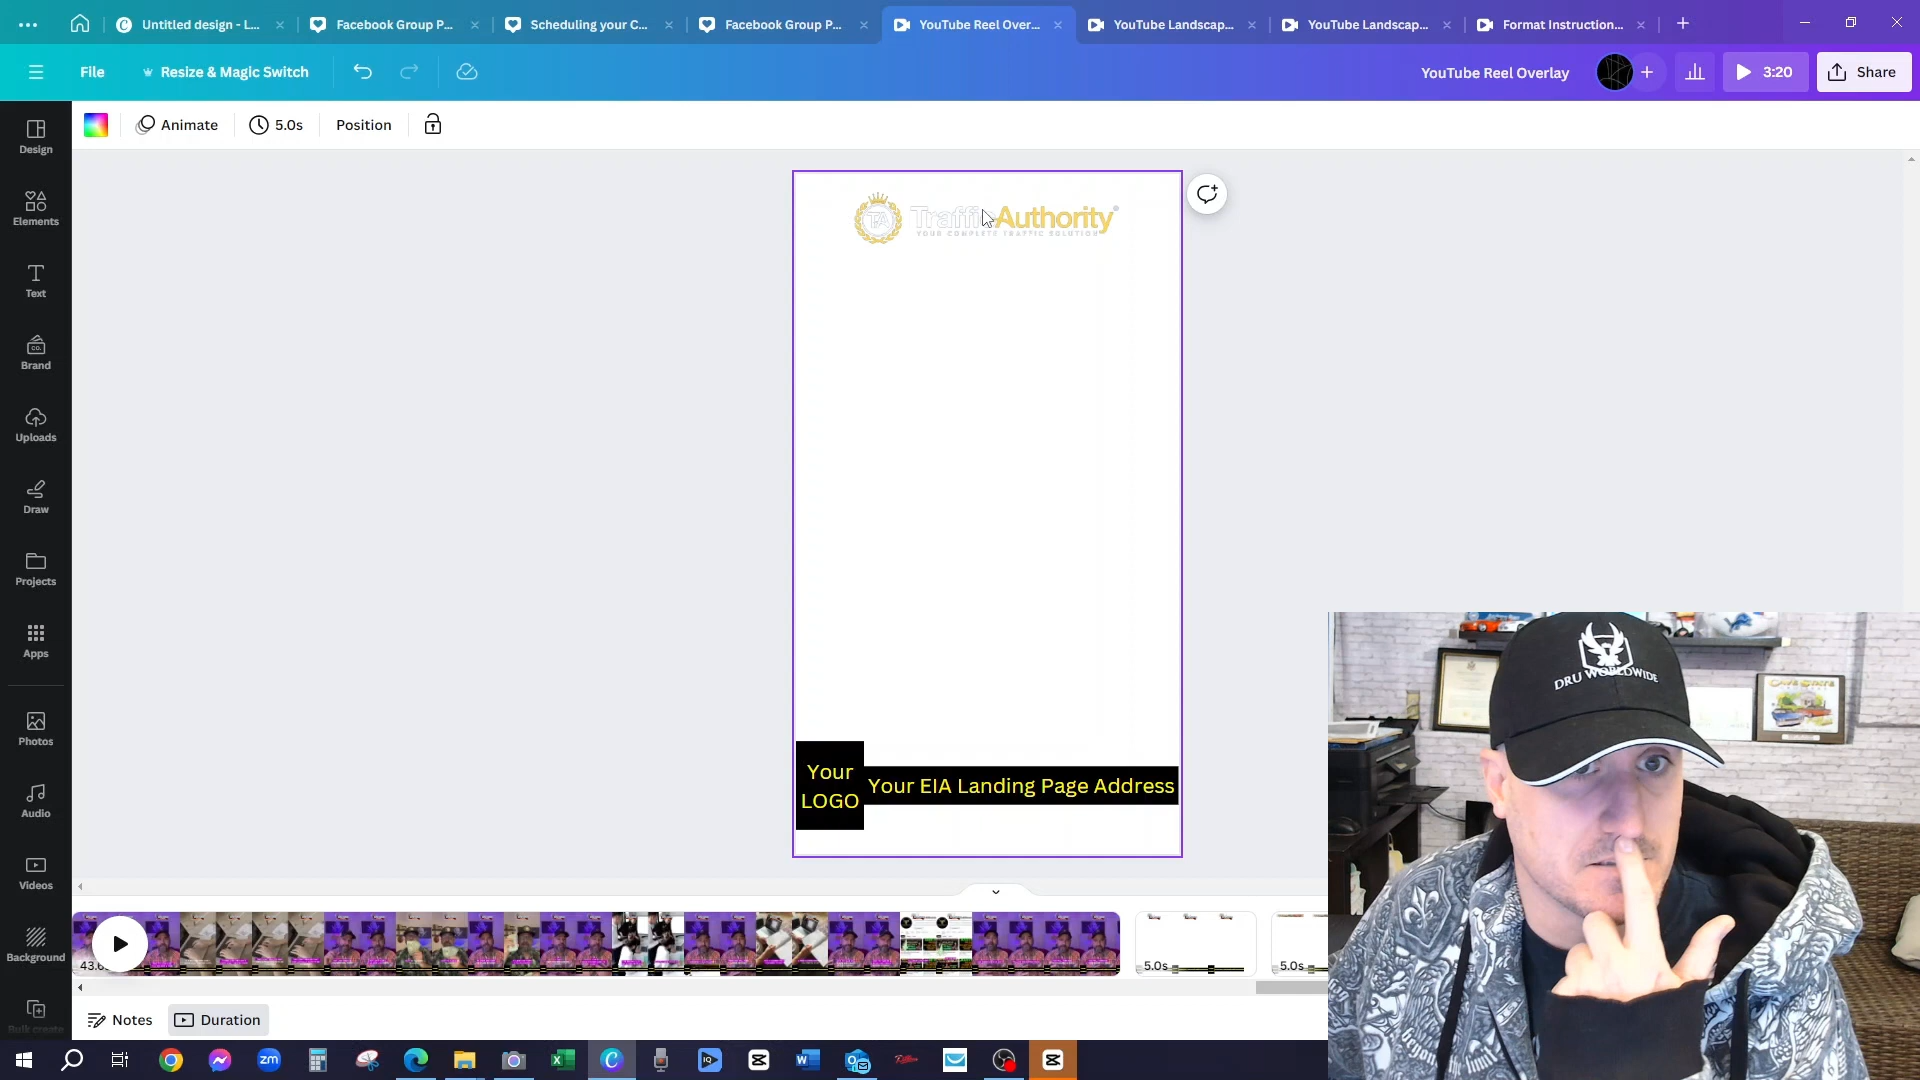 Untitled design - L...
Facebook Group P...
Scheduling your C...
Facebook Group P...
YouTube Reel Over...
YouTube Landscap...
YouTube Landscap...
Format Instruction...
File
Resize & Magic Switch
YouTube Reel Overlay
3:20
Share
Animate
5.0s
Position
Design
Elements
Text
Brand
Uploads
Draw
Projects
Apps
Photos
Audio
Videos
Background
Bulk create
TA
TrafficAuthority®
YOUR COMPLETE TRAFFIC SOLUTION
Your
LOGO
Your EIA Landing Page Address
5.0s
5.0s
Notes
Duration
DRU WORLDWIDE